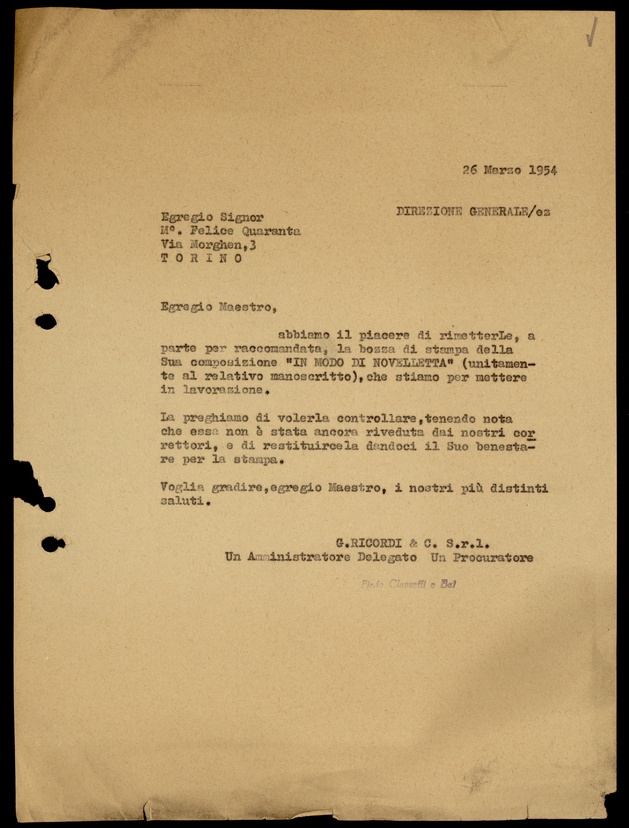 26 Marzo 1954
DIREZIONE GENERALE/ez
Egregio Signor
M°. Felice Quaranta
Via Morghen,3
T O R I N O
Egregio Maestro,
abbiamo il piacere di rimetterLe, a
parte per raccomandata, la bozza di stampa della
Sua composizione "IN MODO DI NOVELLETTA" (unitamen-
te al relativo manoscritto),che stiamo per mettere
in lavorazione.
La preghiamo di volerla controllare,tenendo nota
che essa non è stata ancora riveduta dai nostri cor
rettori, e di restituircela dandoci il Suo benesta-
re per la stampa.
Voglia gradire,egregio Maestro, i nostri più distinti
saluti.
G.RICORDI & C. S.r.l.
Un Amministratore Delegato Un Procuratore